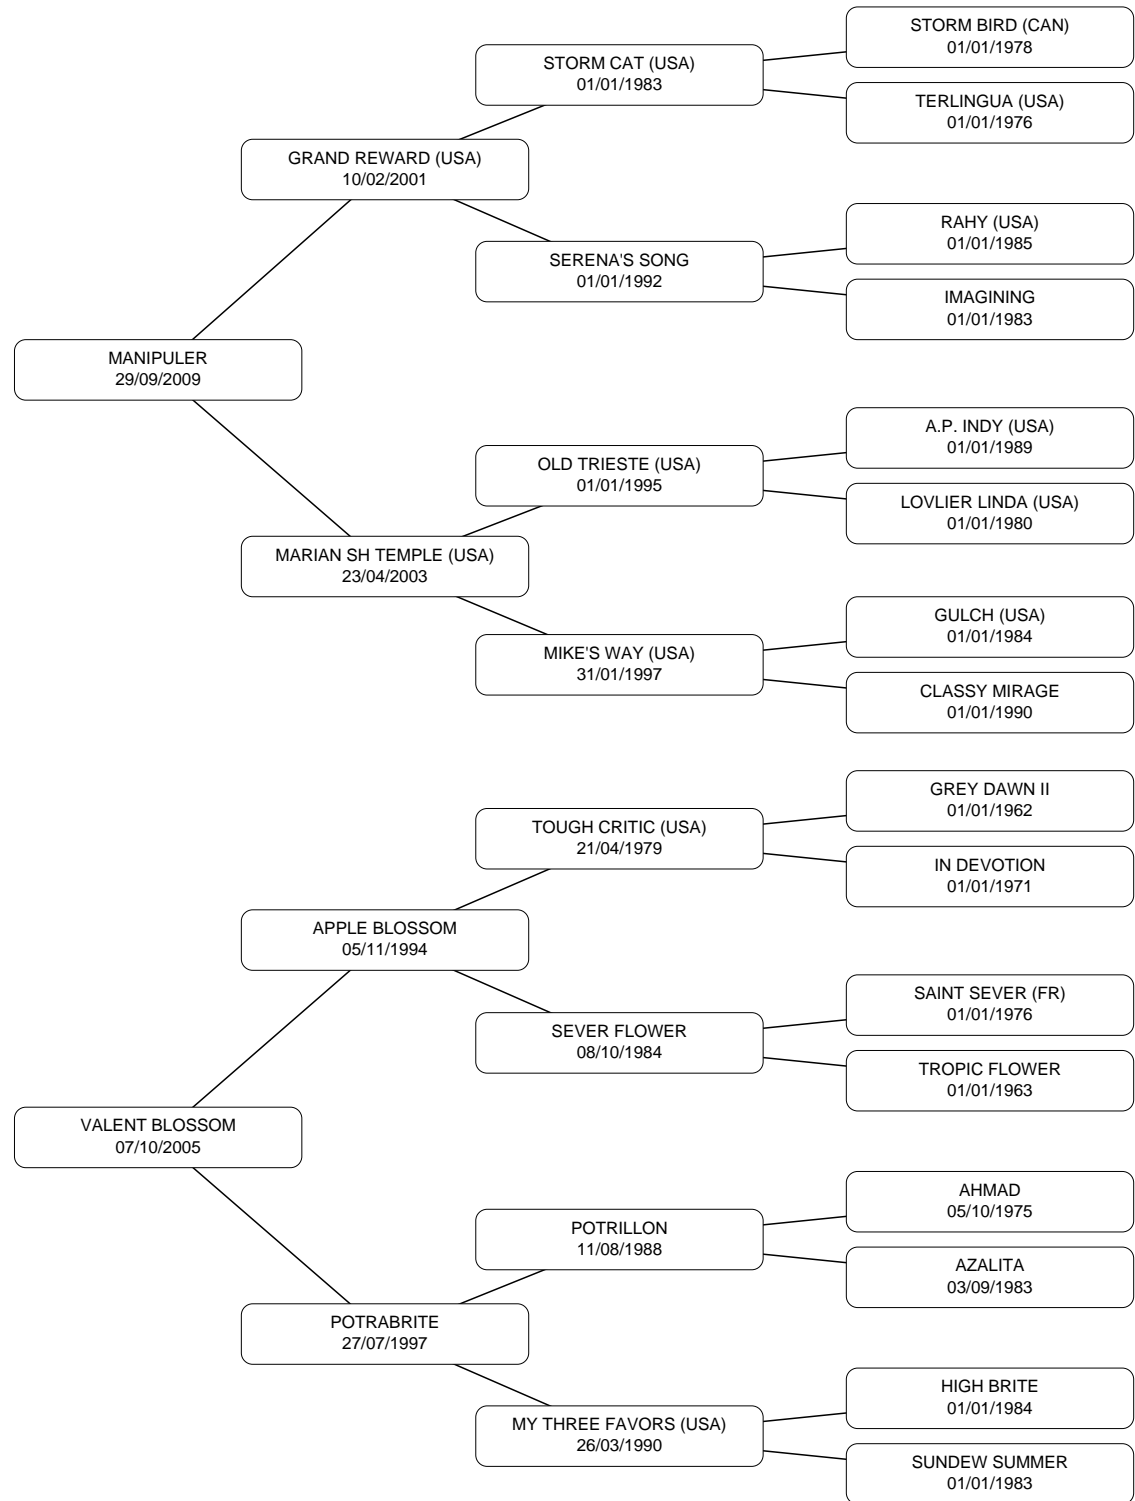 STORM BIRD (CAN)
01/01/1978
STORM CAT (USA)
01/01/1983
TERLINGUA (USA)
01/01/1976
GRAND REWARD (USA)
10/02/2001
RAHY (USA)
01/01/1985
SERENA'S SONG
01/01/1992
IMAGINING
01/01/1983
MANIPULER
29/09/2009
A.P. INDY (USA)
01/01/1989
OLD TRIESTE (USA)
01/01/1995
LOVLIER LINDA (USA)
01/01/1980
MARIAN SH TEMPLE (USA)
23/04/2003
GULCH (USA)
01/01/1984
MIKE'S WAY (USA)
31/01/1997
CLASSY MIRAGE
01/01/1990
GREY DAWN II
01/01/1962
TOUGH CRITIC (USA)
21/04/1979
IN DEVOTION
01/01/1971
APPLE BLOSSOM
05/11/1994
SAINT SEVER (FR)
01/01/1976
SEVER FLOWER
08/10/1984
TROPIC FLOWER
01/01/1963
VALENT BLOSSOM
07/10/2005
AHMAD
05/10/1975
POTRILLON
11/08/1988
AZALITA
03/09/1983
POTRABRITE
27/07/1997
HIGH BRITE
01/01/1984
MY THREE FAVORS (USA)
26/03/1990
SUNDEW SUMMER
01/01/1983